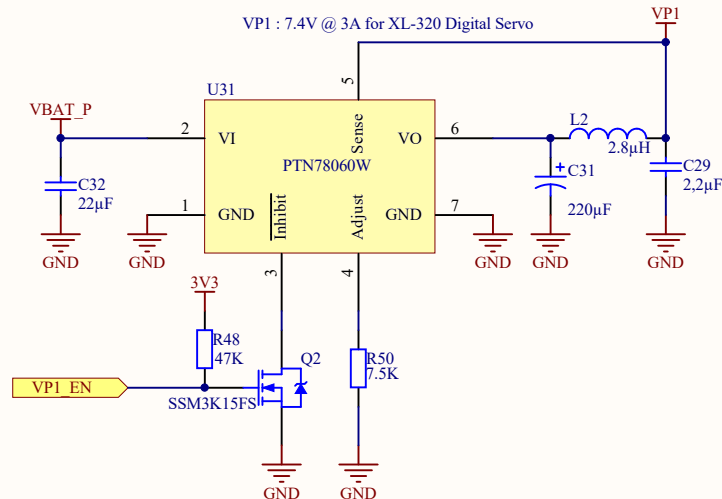 VP1 : 7.4V @ 3A for XL-320 Digital Servo
VP1
U31
5
VBAT_P
2
VI
Sense
VO
6
L2
2.8µH
PTN78060W
C32
22µF
C31
220µF
C29
2,2µF
1
GND
Inhibit
Adjust
GND
7
GND
GND
GND
GND
GND
3
4
3V3
R48
47K
Q2
R50
7.5K
VP1_EN
SSM3K15FS
GND
GND